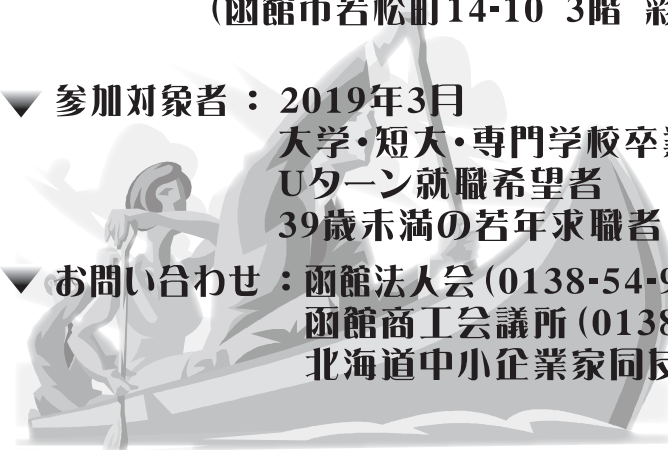 (函館市若松町14-10 3階
▼ 参加対象者：2019年3月
大学・短大・専門学校卒
Uターン就職希望者
39歳未満の若年求職者
▼ お問い合わせ：函館法人会(0138-54-9
函館商工会議所(0138
北海道中小企業家同友